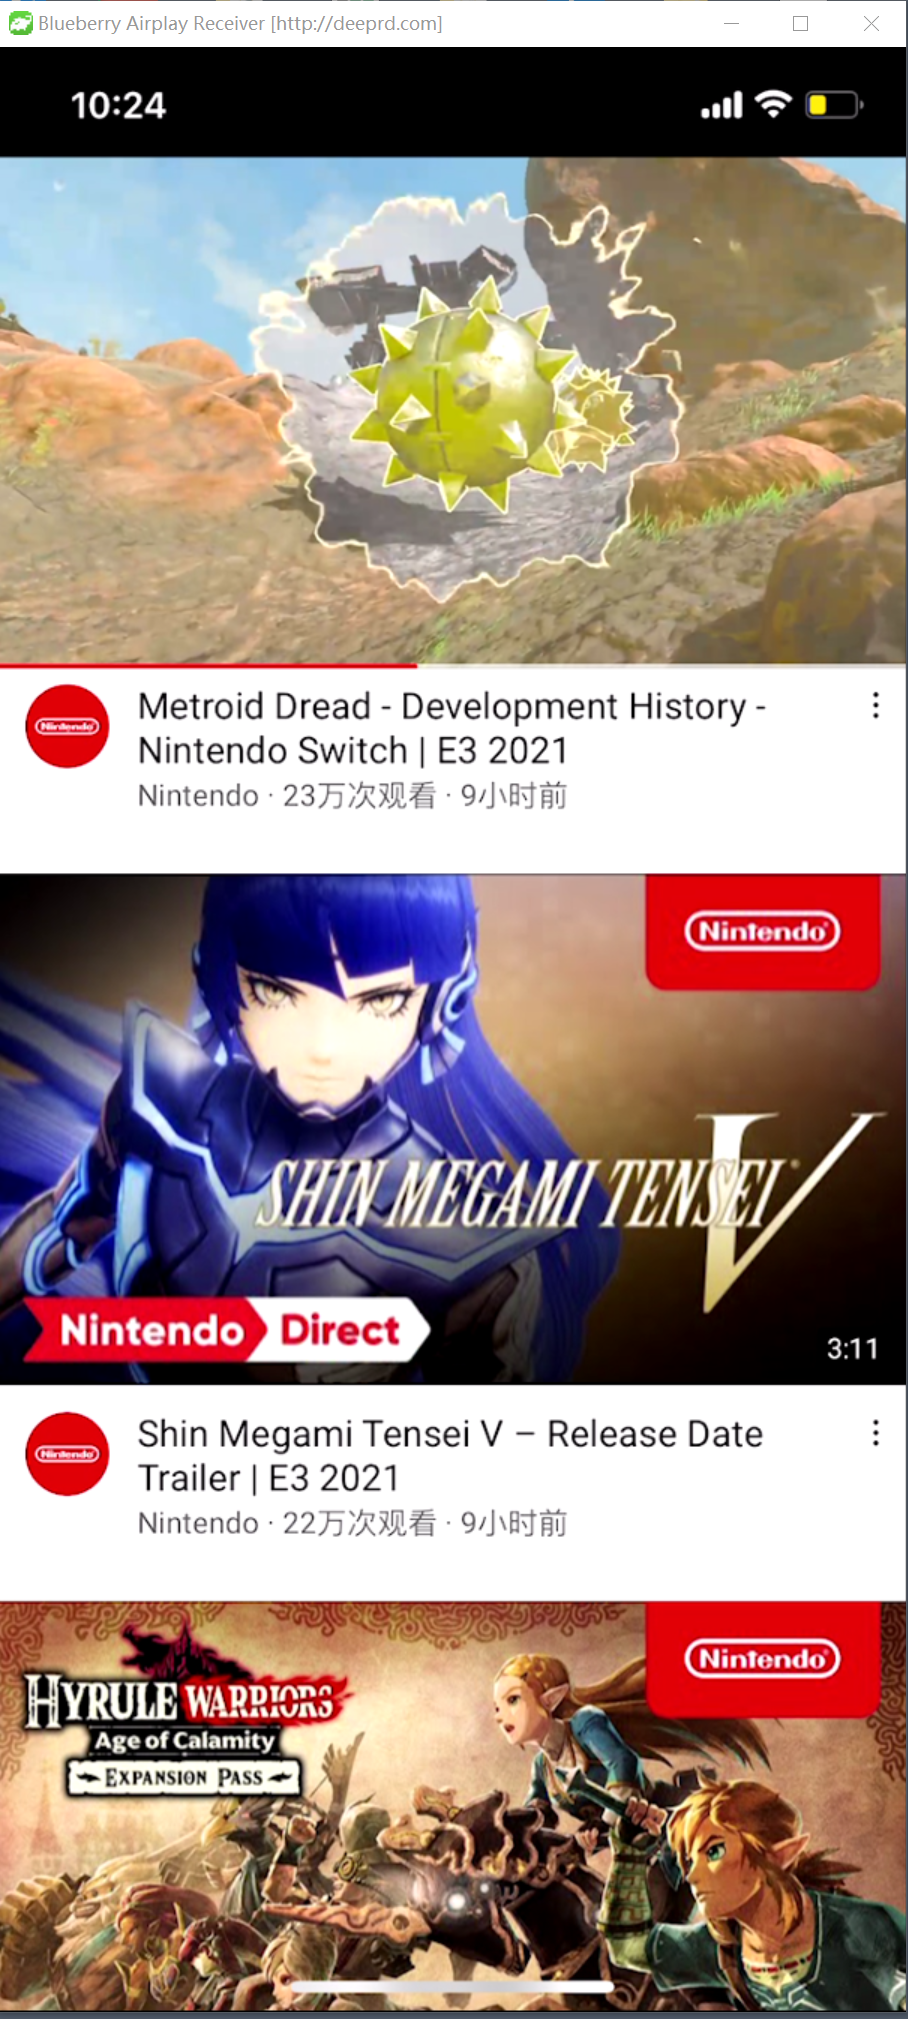 Blueberry Airplay Receiver [http://deeprd.com]
10:24
Nintendo
Metroid Dread - Development History -
Nintendo Switch | E3 2021
Nintendo · 23万次观看 · 9小时前
Nintendo
SHIN MEGAMI TENSEI V
Nintendo Direct
3:11
Nintendo
Shin Megami Tensei V – Release Date
Trailer | E3 2021
Nintendo · 22万次观看 · 9小时前
Nintendo
HYRULE WARRIORS
Age of Calamity
EXPANSION PASS